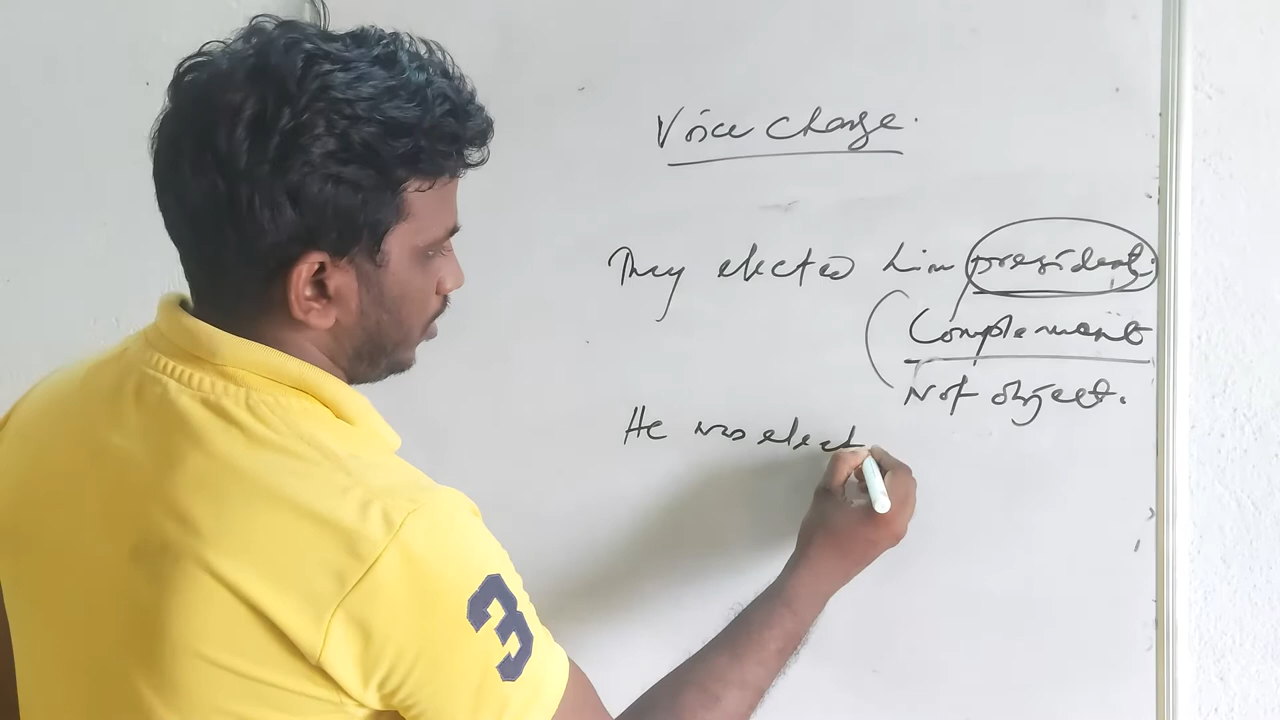 Voice change.
They elected him president.
Complement
Not object.
He was elect
3